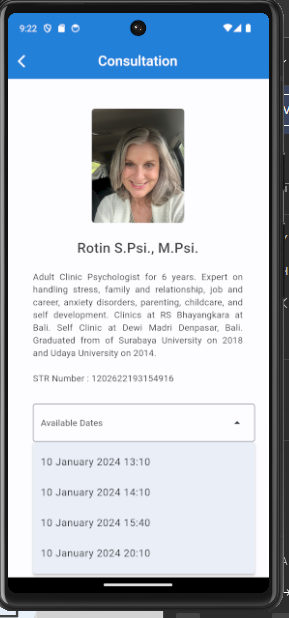 9:22
Consultation
Rotin S.Psi., M.Psi.
Adult Clinic Psychologist for 6 years. Expert on
handling stress, family and relationship, job and
career, anxiety disorders, parenting, childcare, and
self development. Clinics at RS Bhayangkara at
Bali. Self Clinic at Dewi Madri Denpasar, Bali.
Graduated from of Surabaya University on 2018
and Udaya University on 2014.
STR Number : 1202622193154916
Available Dates
10 January 2024 13:10
10 January 2024 14:10
10 January 2024 15:40
10 January 2024 20:10